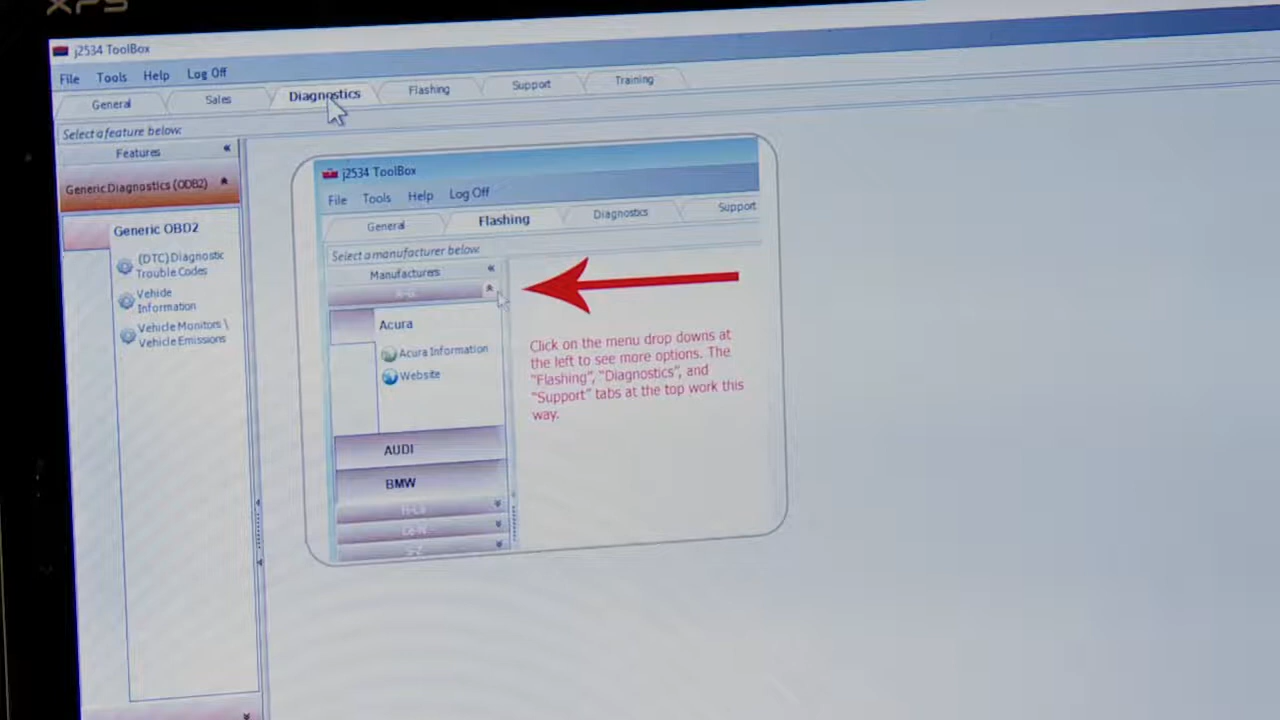 XPS
j2534 ToolBox
File Tools Help Log Off
General Sales Diagnostics Flashing Support Training
Select a feature below:
Features
Generic Diagnostics (ODB2)
Generic OBD2
(DTC) Diagnostic
Trouble Codes
Vehicle
Information
Vehicle Monitors \
Vehicle Emissions
j2534 ToolBox
File Tools Help Log Off
General Flashing Diagnostics Support
Select a manufacturer below:
Manufacturers
Acura
Acura Information
Website
AUDI
BMW
Click on the menu drop downs at
the left to see more options. The
"Flashing", "Diagnostics", and
"Support" tabs at the top work this
way.